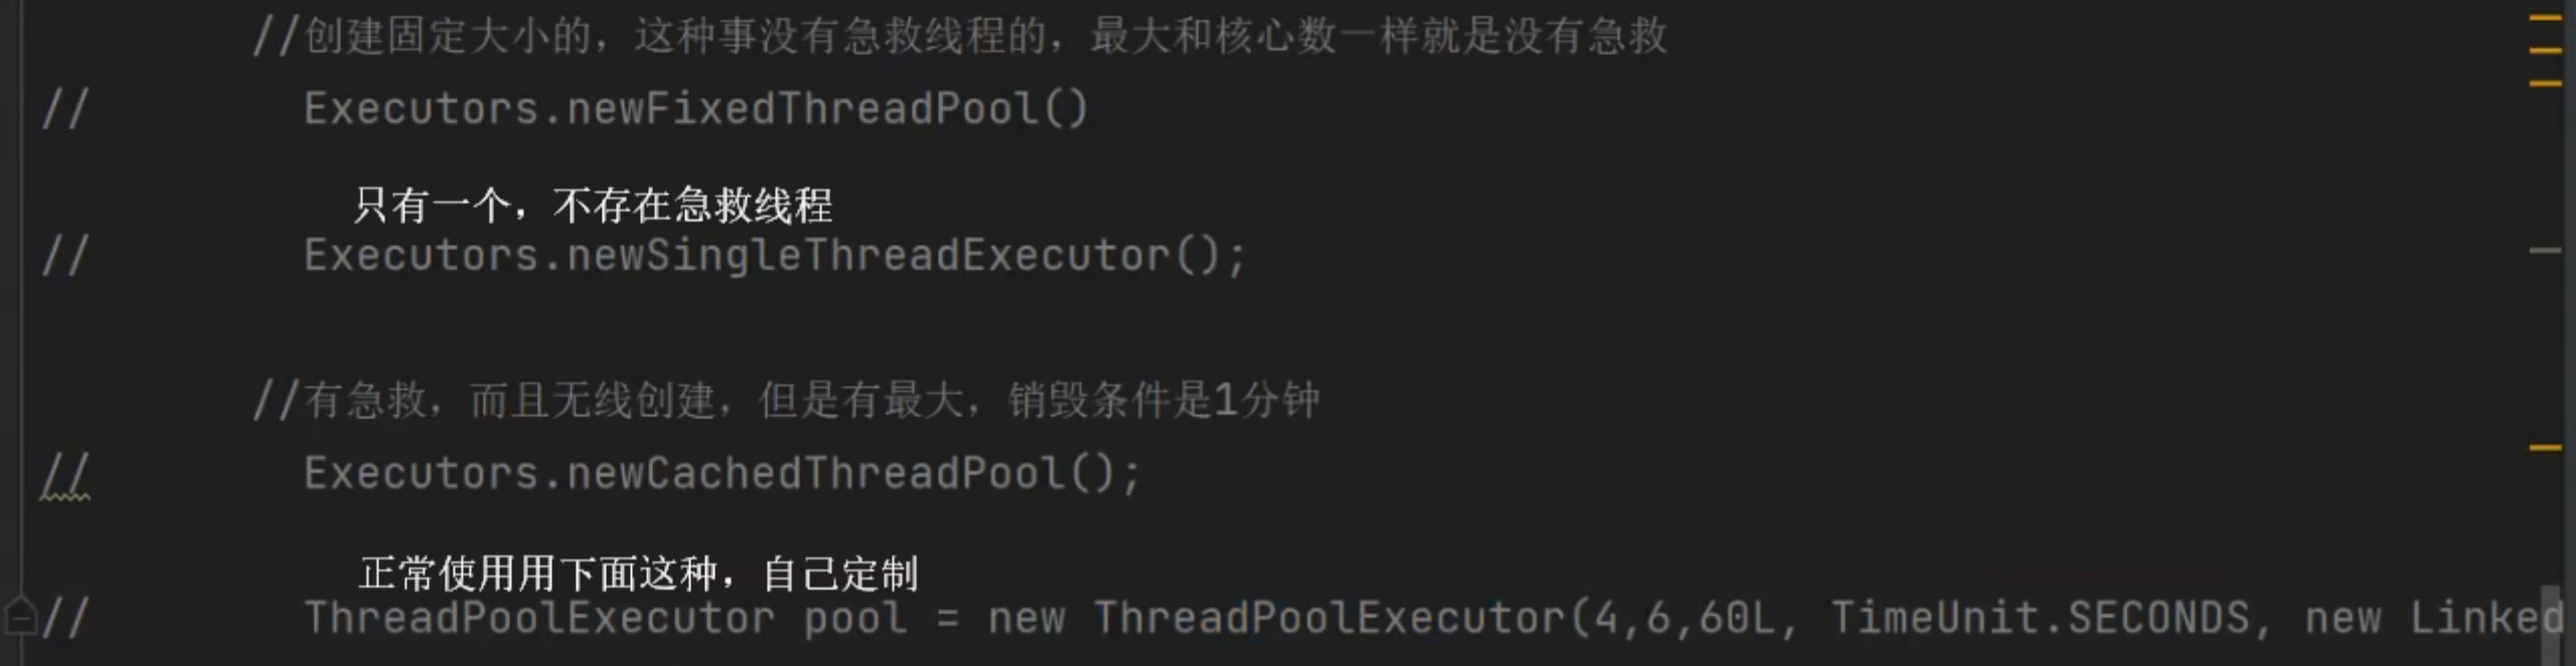 //创建固定大小的，这种事没有急救线程的，最大和核心数一样就是没有急救
// Executors.newFixedThreadPool()
只有一个，不存在急救线程
// Executors.newSingleThreadExecutor();
//有急救，而且无线创建，但是有最大，销毁条件是1分钟
// Executors.newCachedThreadPool();
正常使用用下面这种，自己定制
// ThreadPoolExecutor pool = new ThreadPoolExecutor(4,6,60L, TimeUnit.SECONDS, new Linked